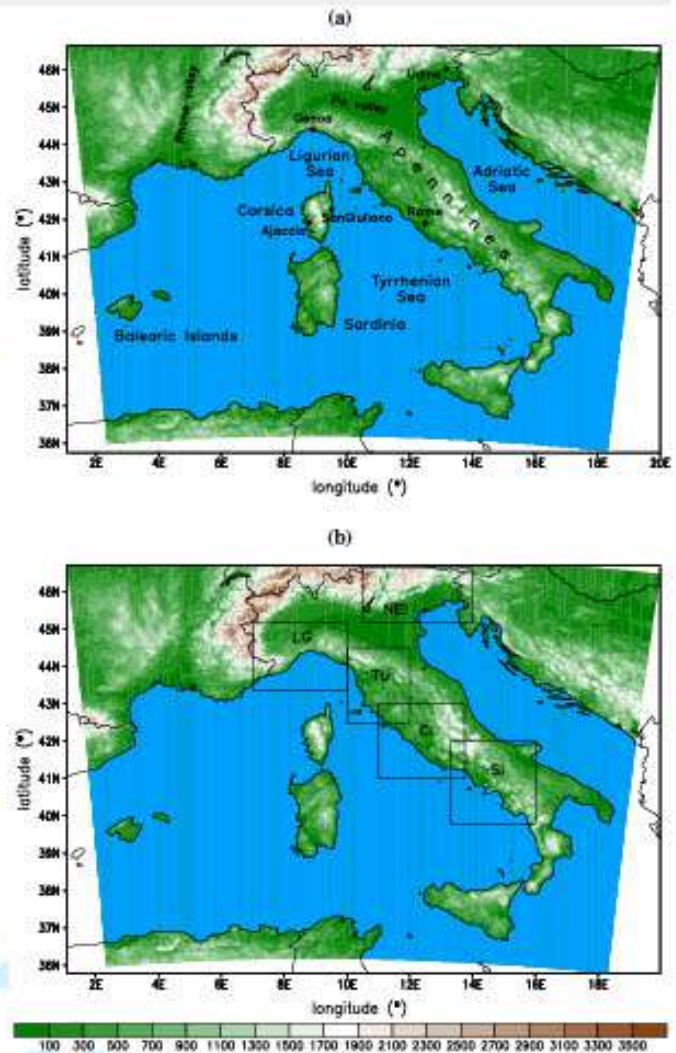 (a)
46N
45N
44N
43N
42N
41N
40N
39N
38N
37N
36N
latitude (°)
Rhone valley
Udine
Po valley
Genoa
Apennines
Ligurian
Sea
Adriatic
Sea
Corsica
SanGiuliano
Ajaccio
Rome
Tyrrhenian
Sea
Sardinia
Balearic Islands
2E 4E 6E 8E 10E 12E 14E 16E 18E 20E
longitude (°)
(b)
46N
45N
44N
43N
42N
41N
40N
39N
38N
37N
36N
latitude (°)
NEI
LG
TU
CI
SI
2E 4E 6E 8E 10E 12E 14E 16E 18E 20E
longitude (°)
100 300 500 700 900 1100 1300 1500 1700 1900 2100 2300 2500 2700 2900 3100 3300 3500